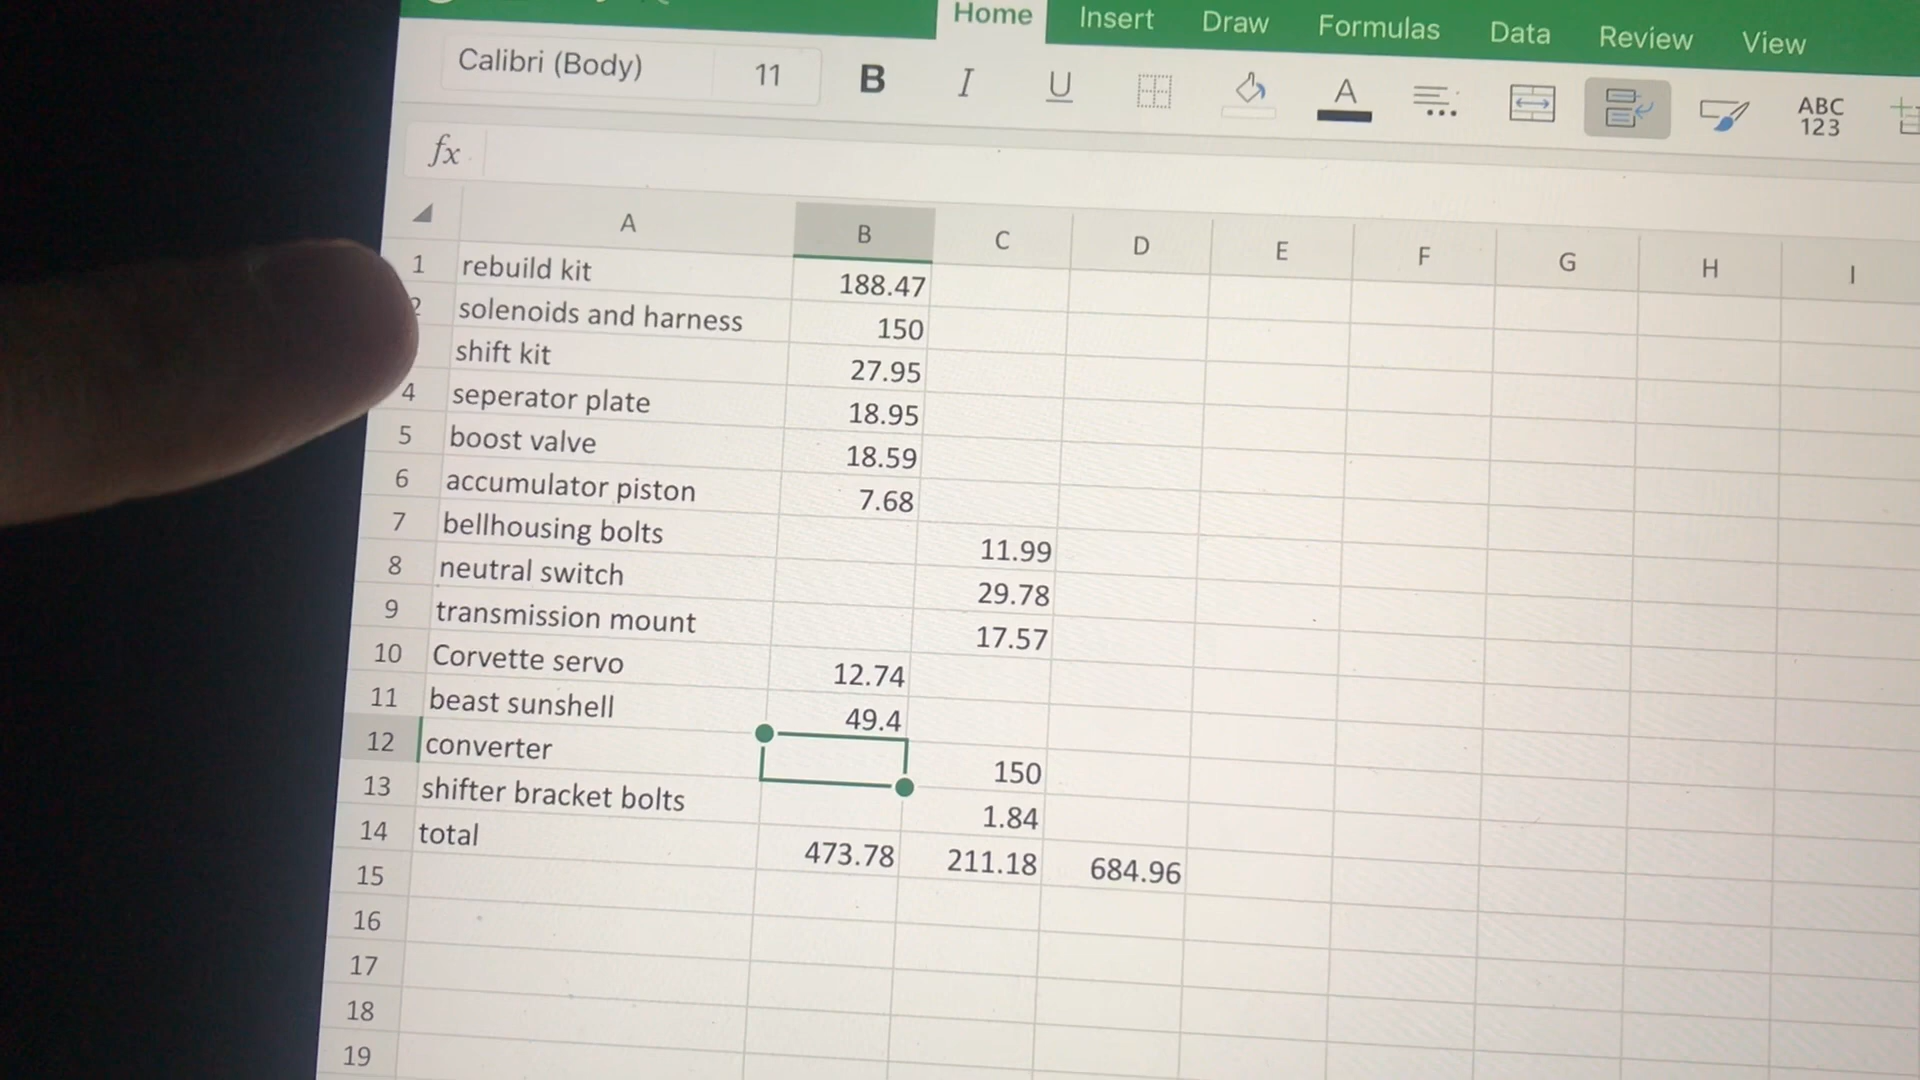 Home Insert Draw Formulas Data Review View
Calibri (Body) 11 B I U A ABC 123
fx
A B C D E F G H I
1 rebuild kit 188.47
2 solenoids and harness 150
shift kit 27.95
4 seperator plate 18.95
5 boost valve 18.59
6 accumulator piston 7.68
7 bellhousing bolts 11.99
8 neutral switch 29.78
9 transmission mount 17.57
10 Corvette servo 12.74
11 beast sunshell 49.4
12 converter 150
13 shifter bracket bolts 1.84
14 total 473.78 211.18 684.96
15
16
17
18
19